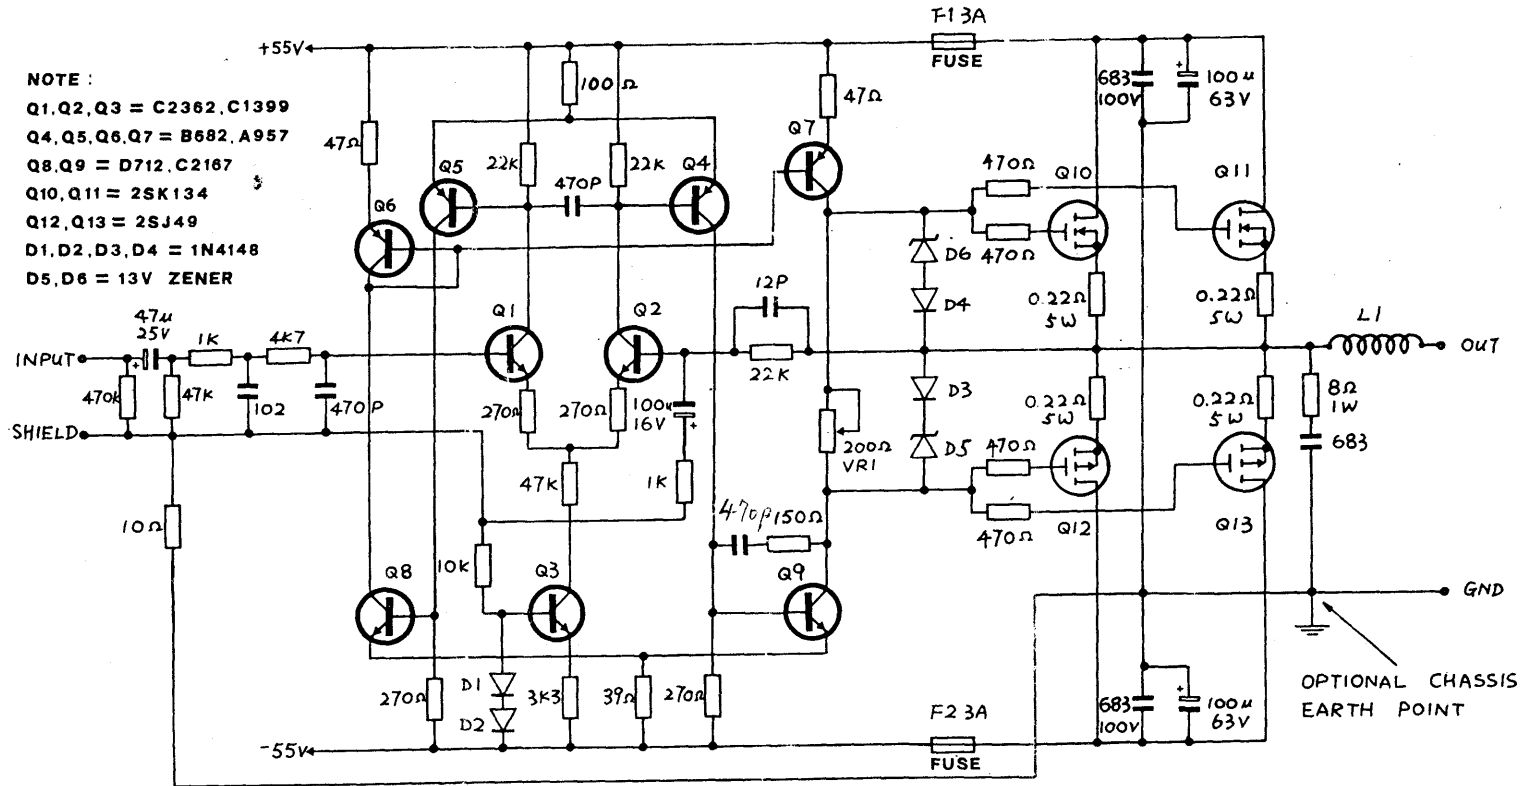 F1 3A
+55V
FUSE
NOTE :
Q1,Q2,Q3 = C2362,C1399
Q4,Q5,Q6,Q7 = B682,A957
Q8,Q9 = D712,C2167
Q10,Q11 = 2SK134
Q12,Q13 = 2SJ49
D1,D2,D3,D4 = 1N4148
D5,D6 = 13V ZENER
100Ω
47Ω
683
100V
+
100u
63V
47Ω
Q7
Q5
22K
22K
Q4
470P
Q6
470Ω
Q10
Q11
470Ω
D6
D4
12P
0.22Ω
5W
0.22Ω
5W
L1
47u
25V
+
1K
4K7
Q1
Q2
INPUT
OUT
22K
470K
47K
102
470P
270Ω
270Ω
100u
16V
+
D3
0.22Ω
5W
0.22Ω
5W
8Ω
1W
SHIELD
200Ω
VR1
D5
470Ω
683
47K
1K
10Ω
470p
150Ω
470Ω
Q12
Q13
10K
Q8
Q3
Q9
GND
270Ω
D1
D2
3K3
39Ω
270Ω
683
100V
+
100u
63V
OPTIONAL CHASSIS
EARTH POINT
F2 3A
-55V
FUSE